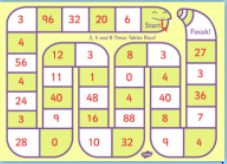 3 96 32 20 6 Start
Finish!
3, 4 and 8 Times Tables Race!
4 12 3 8 3 27
56
4 11 1 0 4 3
24 40 48 4 40 36
3 9 16 88 8 7
28 0 10 32 9 4